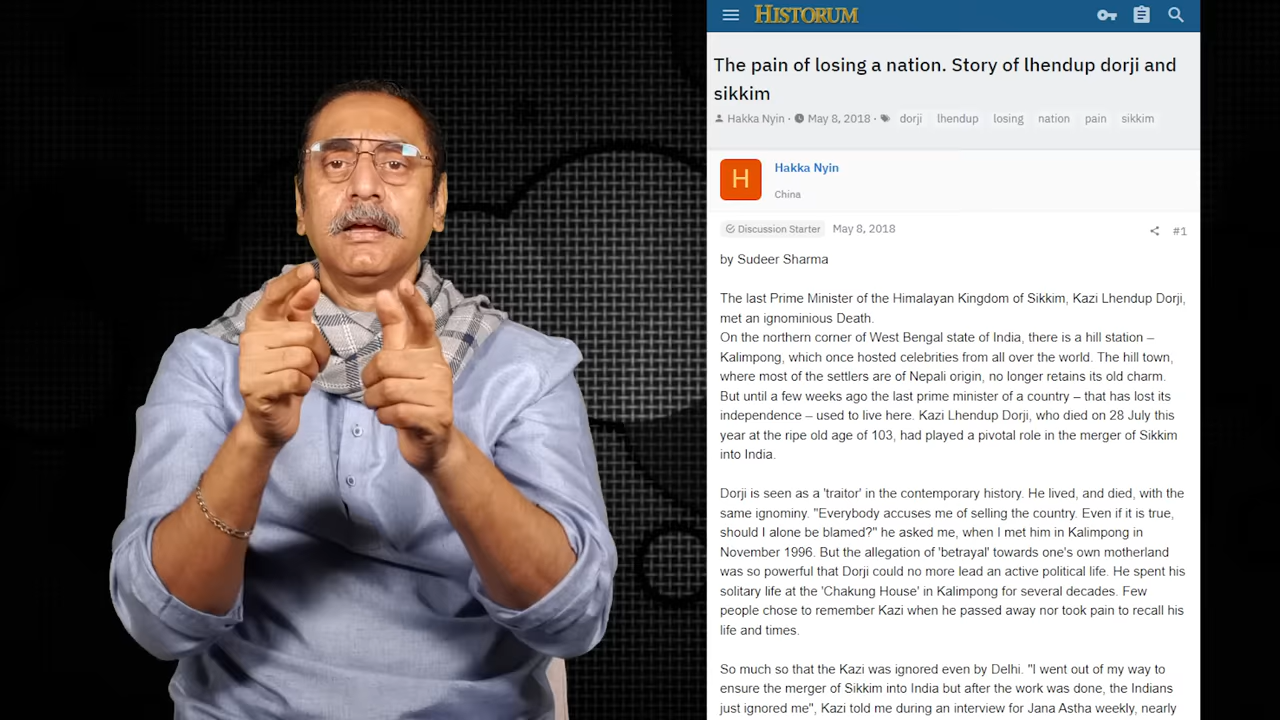 HISTORUM
The pain of losing a nation. Story of lhendup dorji and
sikkim
Hakka Nyin · May 8, 2018 · dorji lhendup losing nation pain sikkim
H
Hakka Nyin
China
Discussion Starter May 8, 2018 #1
by Sudeer Sharma
The last Prime Minister of the Himalayan Kingdom of Sikkim, Kazi Lhendup Dorji,
met an ignominious Death.
On the northern corner of West Bengal state of India, there is a hill station –
Kalimpong, which once hosted celebrities from all over the world. The hill town,
where most of the settlers are of Nepali origin, no longer retains its old charm.
But until a few weeks ago the last prime minister of a country – that has lost its
independence – used to live here. Kazi Lhendup Dorji, who died on 28 July this
year at the ripe old age of 103, had played a pivotal role in the merger of Sikkim
into India.
Dorji is seen as a 'traitor' in the contemporary history. He lived, and died, with the
same ignominy. "Everybody accuses me of selling the country. Even if it is true,
should I alone be blamed?" he asked me, when I met him in Kalimpong in
November 1996. But the allegation of 'betrayal' towards one's own motherland
was so powerful that Dorji could no more lead an active political life. He spent his
solitary life at the 'Chakung House' in Kalimpong for several decades. Few
people chose to remember Kazi when he passed away nor took pain to recall his
life and times.
So much so that the Kazi was ignored even by Delhi. "I went out of my way to
ensure the merger of Sikkim into India but after the work was done, the Indians
just ignored me", Kazi told me during an interview for Jana Astha weekly, nearly